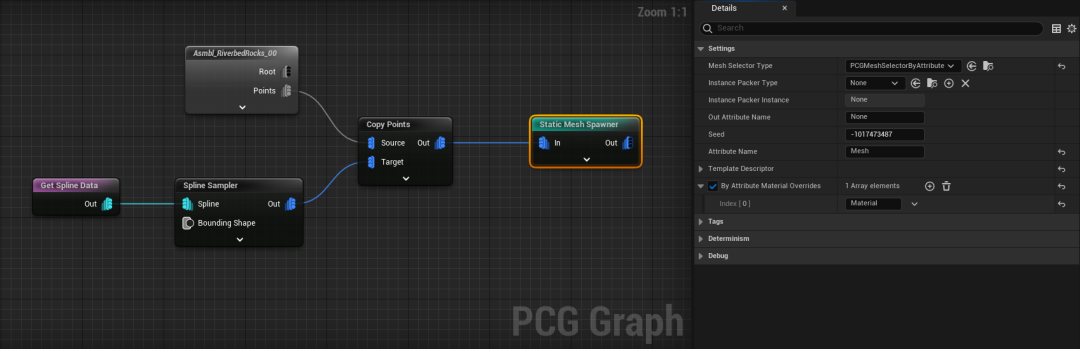 Zoom 1:1
Asmbl_RiverbedRocks_00
Root
Points
Copy Points
Source Out
Target
Static Mesh Spawner
In Out
Get Spline Data
Out
Spline Sampler
Spline Out
Bounding Shape
PCG Graph
Details
Search
Settings
Mesh Selector Type PCGMeshSelectorByAttribute
Instance Packer Type None
Instance Packer Instance None
Out Attribute Name None
Seed -1017473487
Attribute Name Mesh
Template Descriptor
By Attribute Material Overrides 1 Array elements
Index [ 0 ] Material
Tags
Determinism
Debug